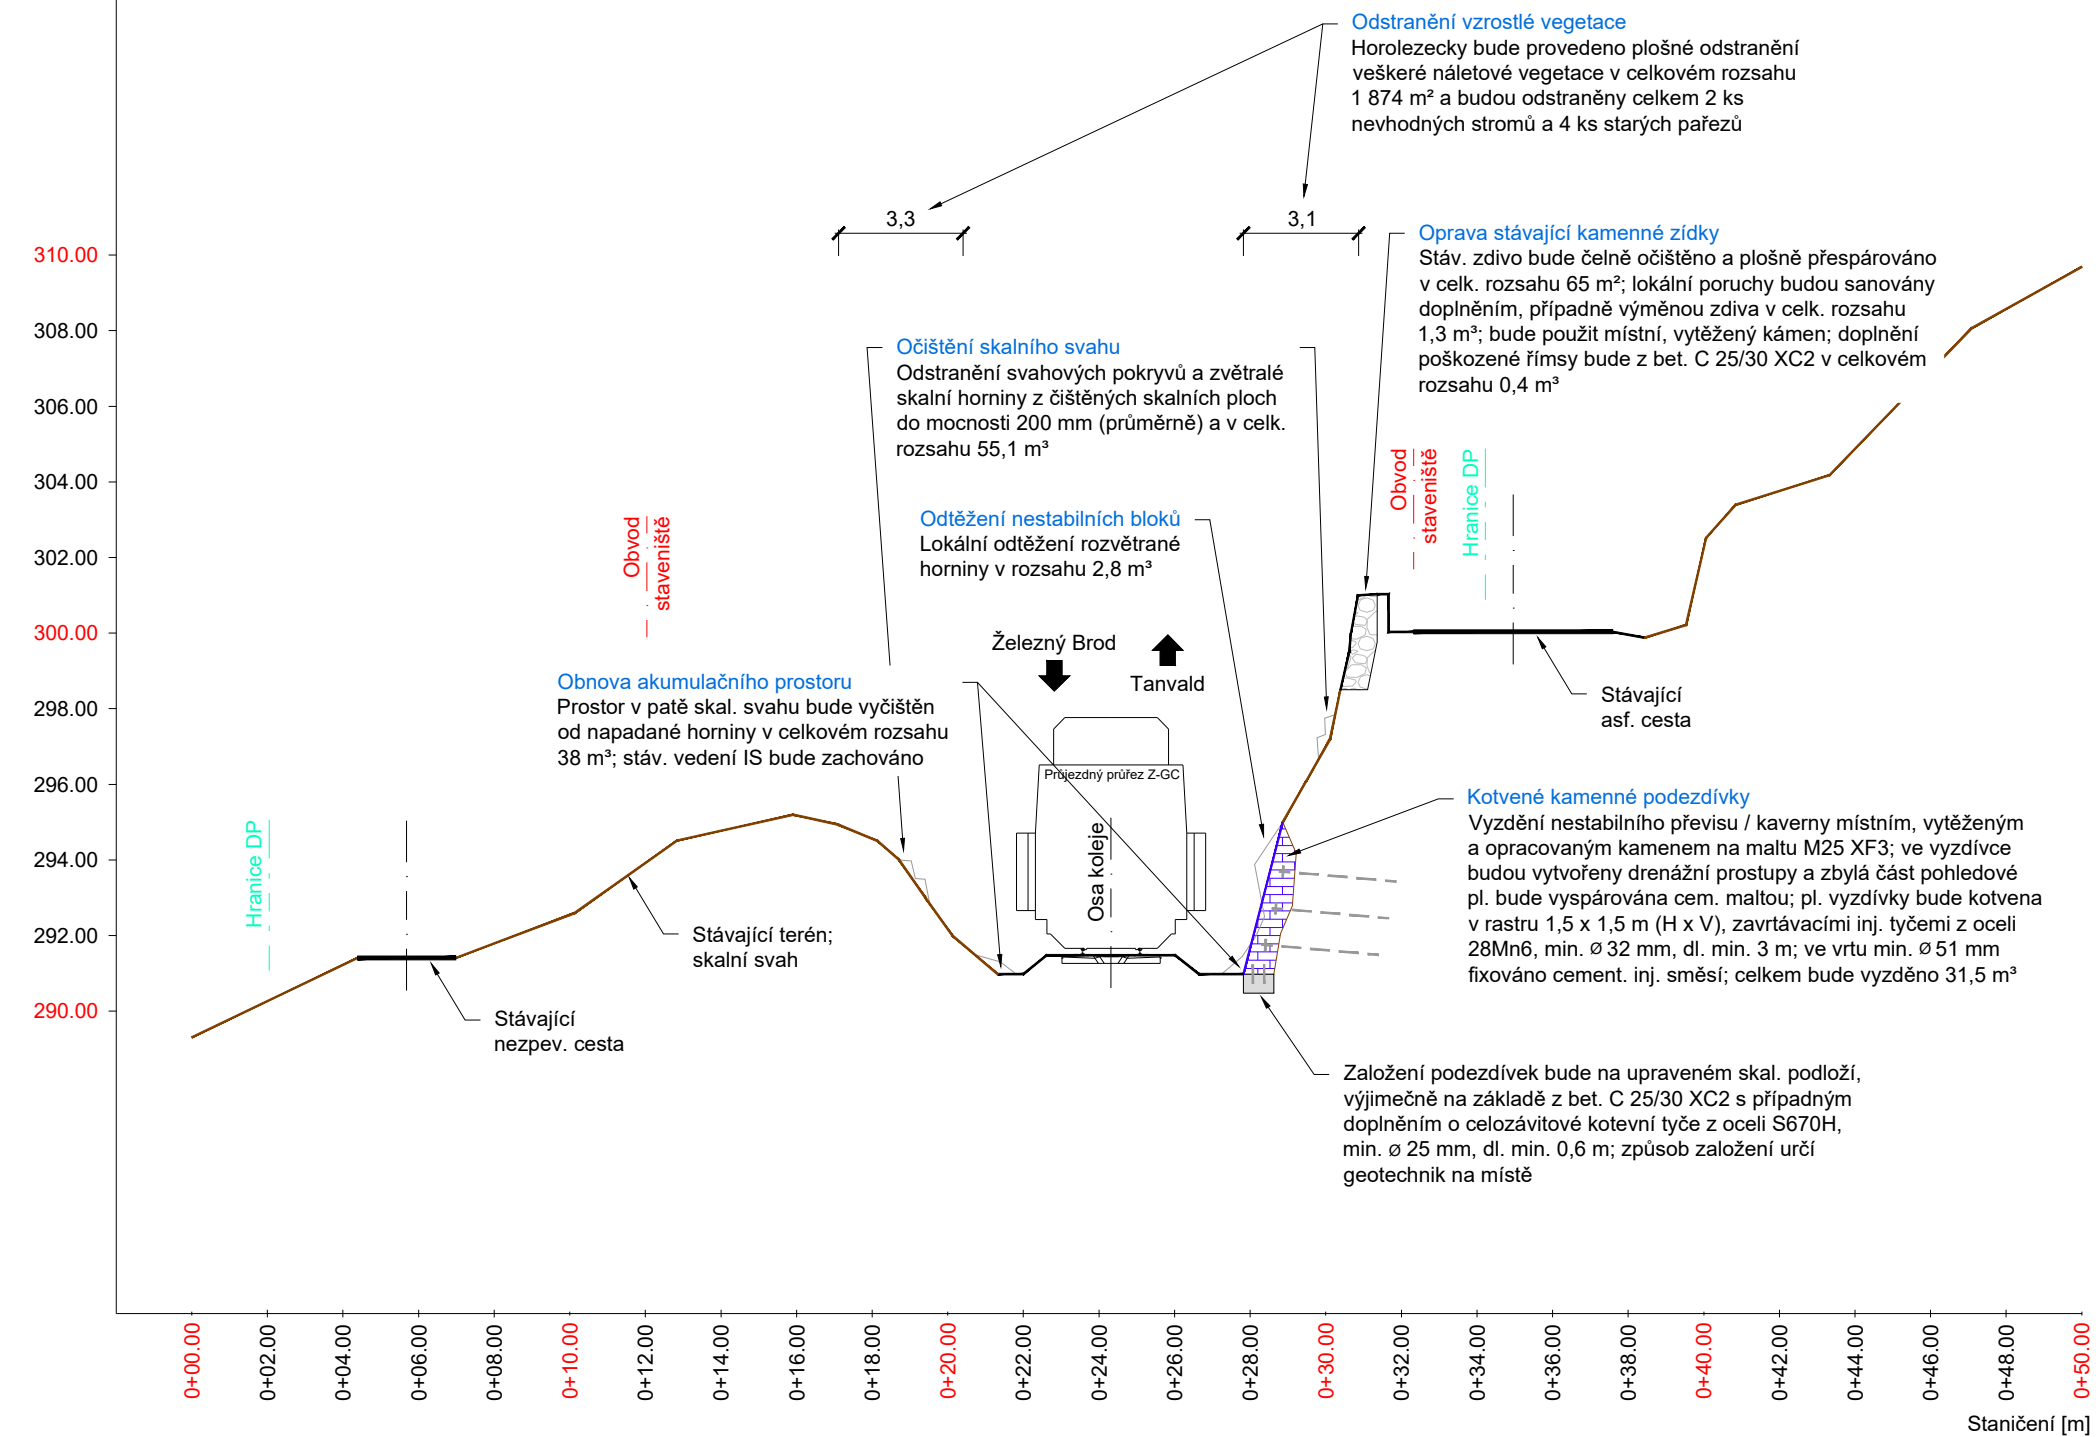 Odstranění vzrostlé vegetace
Horolezecky bude provedeno plošné odstranění
veškeré náletové vegetace v celkovém rozsahu
1 874 m² a budou odstraněny celkem 2 ks
nevhodných stromů a 4 ks starých pařezů
3,3
3,1
Oprava stávající kamenné zídky
Stáv. zdivo bude čelně očištěno a plošně přespárováno
v celk. rozsahu 65 m²; lokální poruchy budou sanovány
doplněním, případně výměnou zdiva v celk. rozsahu
1,3 m³; bude použit místní, vytěžený kámen; doplnění
poškozené římsy bude z bet. C 25/30 XC2 v celkovém
rozsahu 0,4 m³
Očištění skalního svahu
Odstranění svahových pokryvů a zvětralé
skalní horniny z čištěných skalních ploch
do mocnosti 200 mm (průměrně) a v celk.
rozsahu 55,1 m³
Odtěžení nestabilních bloků
Lokální odtěžení rozvětrané
horniny v rozsahu 2,8 m³
Obvod
staveniště
Obvod
staveniště
Hranice DP
Železný Brod
Tanvald
Obnova akumulačního prostoru
Prostor v patě skal. svahu bude vyčištěn
od napadané horniny v celkovém rozsahu
38 m³; stáv. vedení IS bude zachováno
Stávající
asf. cesta
Průjezdný průřez Z-GC
Osa koleje
Kotvené kamenné podezdívky
Vyzdění nestabilního převisu / kaverny místním, vytěženým
a opracovaným kamenem na maltu M25 XF3; ve vyzdívce
budou vytvořeny drenážní prostupy a zbylá část pohledové
pl. bude vyspárována cem. maltou; pl. vyzdívky bude kotvena
v rastru 1,5 x 1,5 m (H x V), zavrtávacími inj. tyčemi z oceli
28Mn6, min. ø 32 mm, dl. min. 3 m; ve vrtu min. ø 51 mm
fixováno cement. inj. směsí; celkem bude vyzděno 31,5 m³
Hranice DP
Stávající terén;
skalní svah
Stávající
nezpev. cesta
Založení podezdívek bude na upraveném skal. podloží,
výjimečně na základě z bet. C 25/30 XC2 s případným
doplněním o celozávitové kotevní tyče z oceli S670H,
min. ø 25 mm, dl. min. 0,6 m; způsob založení určí
geotechnik na místě
310.00
308.00
306.00
304.00
302.00
300.00
298.00
296.00
294.00
292.00
290.00
0+00.00
0+02.00
0+04.00
0+06.00
0+08.00
0+10.00
0+12.00
0+14.00
0+16.00
0+18.00
0+20.00
0+22.00
0+24.00
0+26.00
0+28.00
0+30.00
0+32.00
0+34.00
0+36.00
0+38.00
0+40.00
0+42.00
0+44.00
0+46.00
0+48.00
0+50.00
Staničení [m]